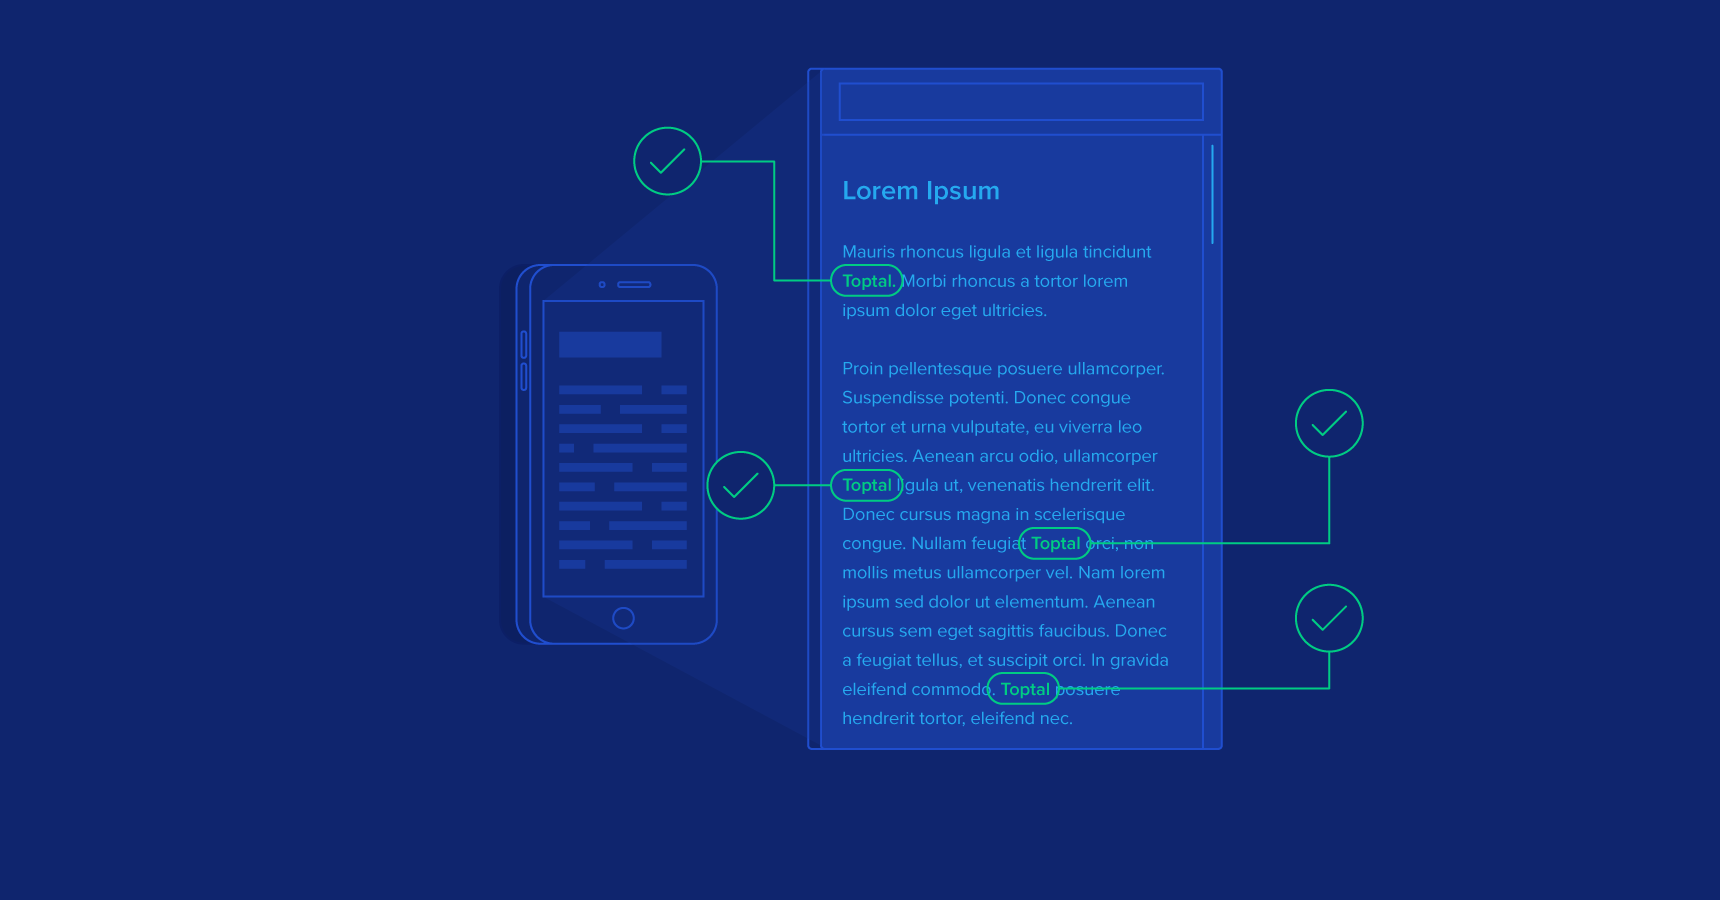 Lorem Ipsum
Mauris rhoncus ligula et ligula tincidunt
Toptal. Morbi rhoncus a tortor lorem
ipsum dolor eget ultricies.
Proin pellentesque posuere ullamcorper.
Suspendisse potenti. Donec congue
tortor et urna vulputate, eu viverra leo
ultricies. Aenean arcu odio, ullamcorper
Toptal ligula ut, venenatis hendrerit elit.
Donec cursus magna in scelerisque
congue. Nullam feugiat Toptal orci, non
mollis metus ullamcorper vel. Nam lorem
ipsum sed dolor ut elementum. Aenean
cursus sem eget sagittis faucibus. Donec
a feugiat tellus, et suscipit orci. In gravida
eleifend commodo. Toptal posuere
hendrerit tortor, eleifend nec.